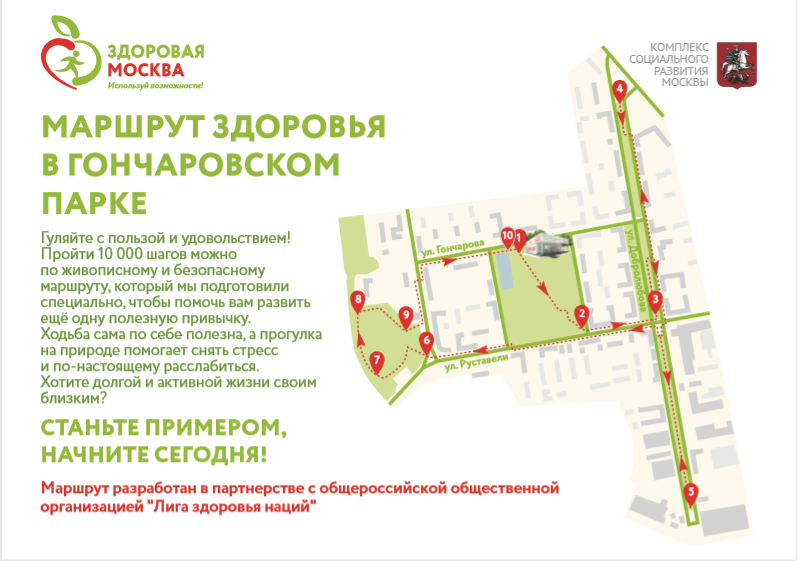 ЗДОРОВАЯ
МОСКВА
Используй возможности!
КОМПЛЕКС
СОЦИАЛЬНОГО
РАЗВИТИЯ
МОСКВЫ
МАРШРУТ ЗДОРОВЬЯ
В ГОНЧАРОВСКОМ
ПАРКЕ
Гуляйте с пользой и удовольствием!
Пройти 10 000 шагов можно
по живописному и безопасному
маршруту, который мы подготовили
специально, чтобы помочь вам развить
ещё одну полезную привычку.
Ходьба сама по себе полезна, а прогулка
на природе помогает снять стресс
и по-настоящему расслабиться.
Хотите долгой и активной жизни своим
близким?
СТАНЬТЕ ПРИМЕРОМ,
НАЧНИТЕ СЕГОДНЯ!
Маршрут разработан в партнерстве с общероссийской общественной
организацией "Лига здоровья наций"
4
10
1
ул. Гончарова
ул. Добролюбова
8
9
2
3
6
7
ул. Руставели
5